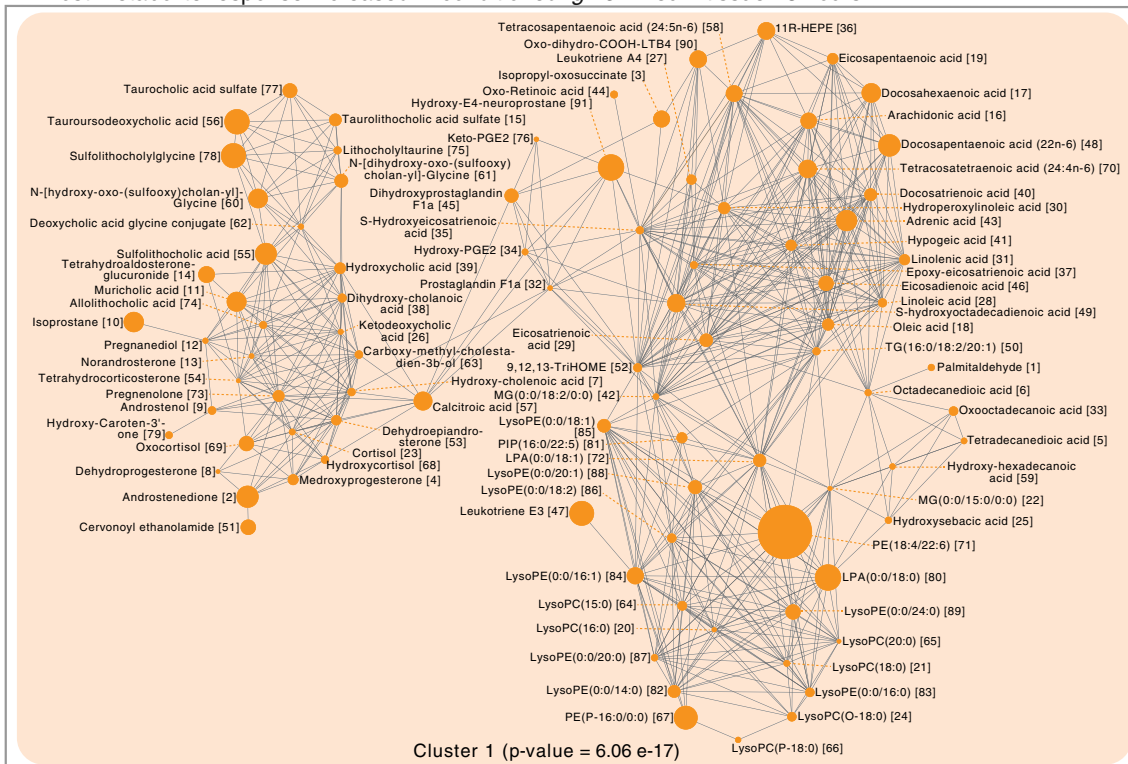 Tetracosapentaenoic acid (24:5n-6) [58]
11R-HEPE [36]
Oxo-dihydro-COOH-LTB4 [90]
Leukotriene A4 [27]
Eicosapentaenoic acid [19]
Isopropyl-oxosuccinate [3]
Oxo-Retinoic acid [44]
Hydroxy-E4-neuroprostane [91]
Docosahexaenoic acid [17]
Arachidonic acid [16]
Taurocholic acid sulfate [77]
Tauroursodeoxycholic acid [56]
Taurolithocholic acid sulfate [15]
Keto-PGE2 [76]
Docosapentaenoic acid (22n-6) [48]
Sulfolithocholylglycine [78]
Lithocholyltaurine [75]
N-[dihydroxy-oxo-(sulfooxy)
cholan-yl]-Glycine [61]
Tetracosatetraenoic acid (24:4n-6) [70]
N-[hydroxy-oxo-(sulfooxy)cholan-yl]-
Glycine [60]
Dihydroxyprostaglandin
F1a [45]
Docosatrienoic acid [40]
Hydroperoxylinoleic acid [30]
Adrenic acid [43]
Deoxycholic acid glycine conjugate [62]
S-Hydroxyeicosatrienoic
acid [35]
Hypogeic acid [41]
Sulfolithocholic acid [55]
Hydroxy-PGE2 [34]
Linolenic acid [31]
Tetrahydroaldosterone-
glucuronide [14]
Hydroxycholic acid [39]
Epoxy-eicosatrienoic acid [37]
Eicosadienoic acid [46]
Muricholic acid [11]
Allolithocholic acid [74]
Dihydroxy-cholanoic
acid [38]
Prostaglandin F1a [32]
Linoleic acid [28]
S-hydroxyoctadecadienoic acid [49]
Isoprostane [10]
Ketodeoxycholic
acid [26]
Eicosatrienoic
acid [29]
Oleic acid [18]
Pregnanediol [12]
TG(16:0/18:2/20:1) [50]
Norandrosterone [13]
Carboxy-methyl-cholesta-
dien-3b-ol [63]
9,12,13-TriHOME [52]
Palmitaldehyde [1]
Tetrahydrocorticosterone [54]
Hydroxy-cholenoic acid [7]
MG(0:0/18:2/0:0) [42]
Octadecanedioic acid [6]
Pregnenolone [73]
Androstenol [9]
Calcitroic acid [57]
Oxooctadecanoic acid [33]
Hydroxy-Caroten-3'-
one [79]
Dehydroepiandro-
sterone [53]
LysoPE(0:0/18:1)
[85]
Oxocortisol [69]
Cortisol [23]
PIP(16:0/22:5) [81]
Tetradecanedioic acid [5]
Hydroxycortisol [68]
LPA(0:0/18:1) [72]
Dehydroprogesterone [8]
Medroxyprogesterone [4]
LysoPE(0:0/20:1) [88]
Hydroxy-hexadecanoic
acid [59]
LysoPE(0:0/18:2) [86]
Androstenedione [2]
MG(0:0/15:0/0:0) [22]
Leukotriene E3 [47]
Hydroxysebacic acid [25]
Cervonoyl ethanolamide [51]
PE(18:4/22:6) [71]
LysoPE(0:0/16:1) [84]
LPA(0:0/18:0) [80]
LysoPC(15:0) [64]
LysoPE(0:0/24:0) [89]
LysoPC(16:0) [20]
LysoPC(20:0) [65]
LysoPE(0:0/20:0) [87]
LysoPC(18:0) [21]
LysoPE(0:0/14:0) [82]
LysoPE(0:0/16:0) [83]
PE(P-16:0/0:0) [67]
LysoPC(O-18:0) [24]
LysoPC(P-18:0) [66]
Cluster 1 (p-value = 6.06 e-17)